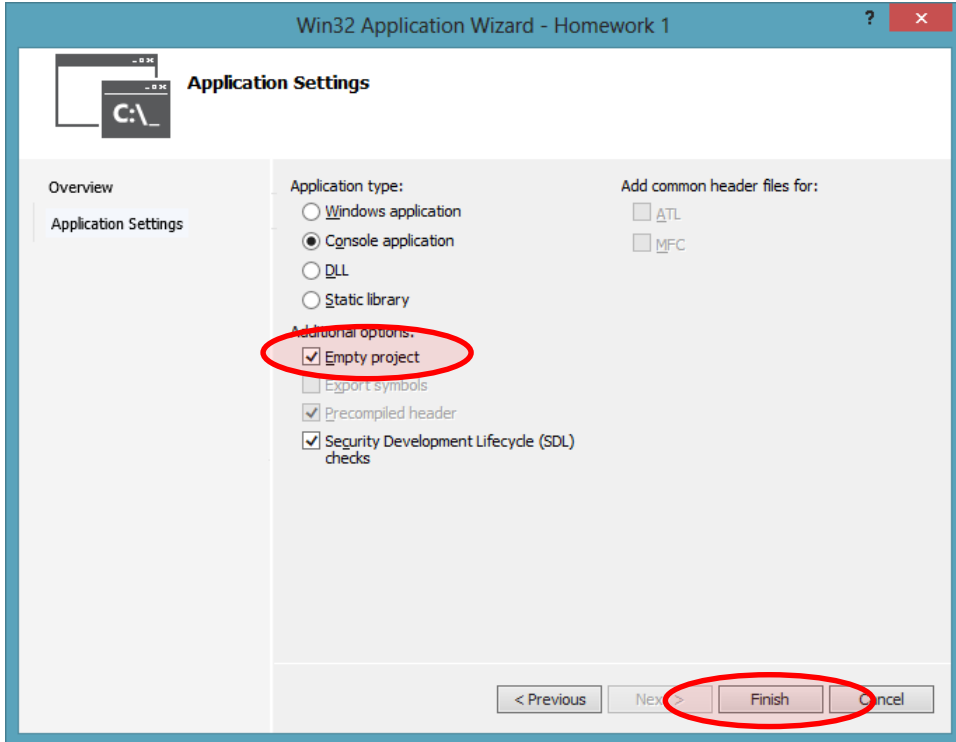 Win32 Application Wizard - Homework 1
?
C:\_
Application Settings
Overview
Application Settings
Application type:
Windows application
Console application
DLL
Static library
Additional options:
Empty project
Export symbols
Precompiled header
Security Development Lifecycle (SDL)
checks
Add common header files for:
ATL
MFC
< Previous
Next >
Finish
Cancel